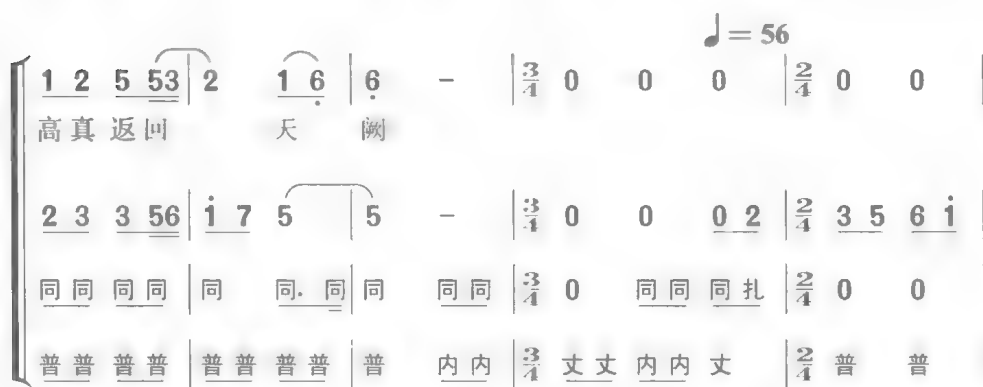 ♩= 56
1 2 5 53 | 2 1 6̣ | 6̣ - | 3/4 0 0 0 | 2/4 0 0
高真返回 天 阙
2 3 3 56 | i̇ 7 5 | 5 - | 3/4 0 0 0 2 | 2/4 3 5 6 i̇
同同 同同 | 同 同. 同 | 同 同同 | 3/4 0 同同 同扎 | 2/4 0 0
普普 普普 | 普普 普普 | 普 内内 | 3/4 丈丈 内内 丈 | 2/4 普 普